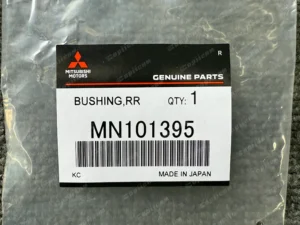 R
MITSUBISHI
MOTORS
GENUINE PARTS
BUSHING,RR QTY: 1
MN101395
KC MADE IN JAPAN